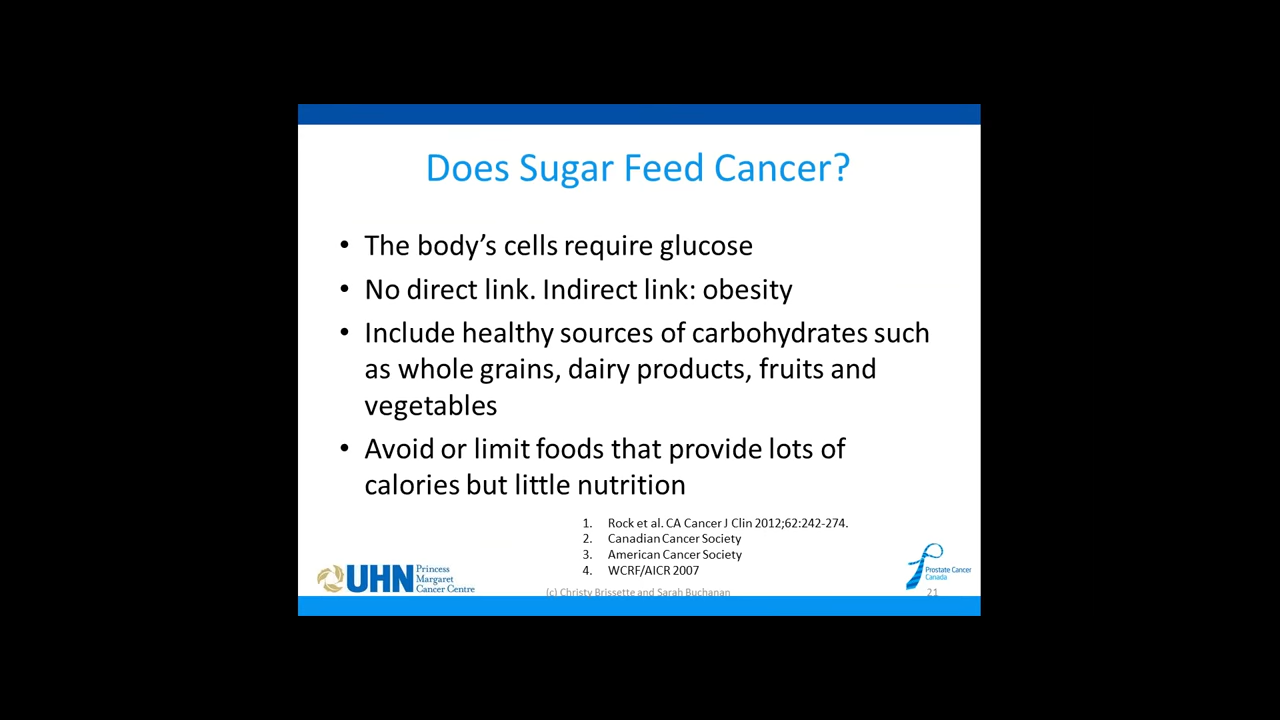 Does Sugar Feed Cancer?
• The body's cells require glucose
• No direct link. Indirect link: obesity
• Include healthy sources of carbohydrates such
as whole grains, dairy products, fruits and
vegetables
• Avoid or limit foods that provide lots of
calories but little nutrition
1. Rock et al. CA Cancer J Clin 2012;62:242-274.
2. Canadian Cancer Society
3. American Cancer Society
4. WCRF/AICR 2007
UHN Princess
Margaret
Cancer Centre
Prostate Cancer
Canada
(c) Christy Brissette and Sarah Buchanan
21